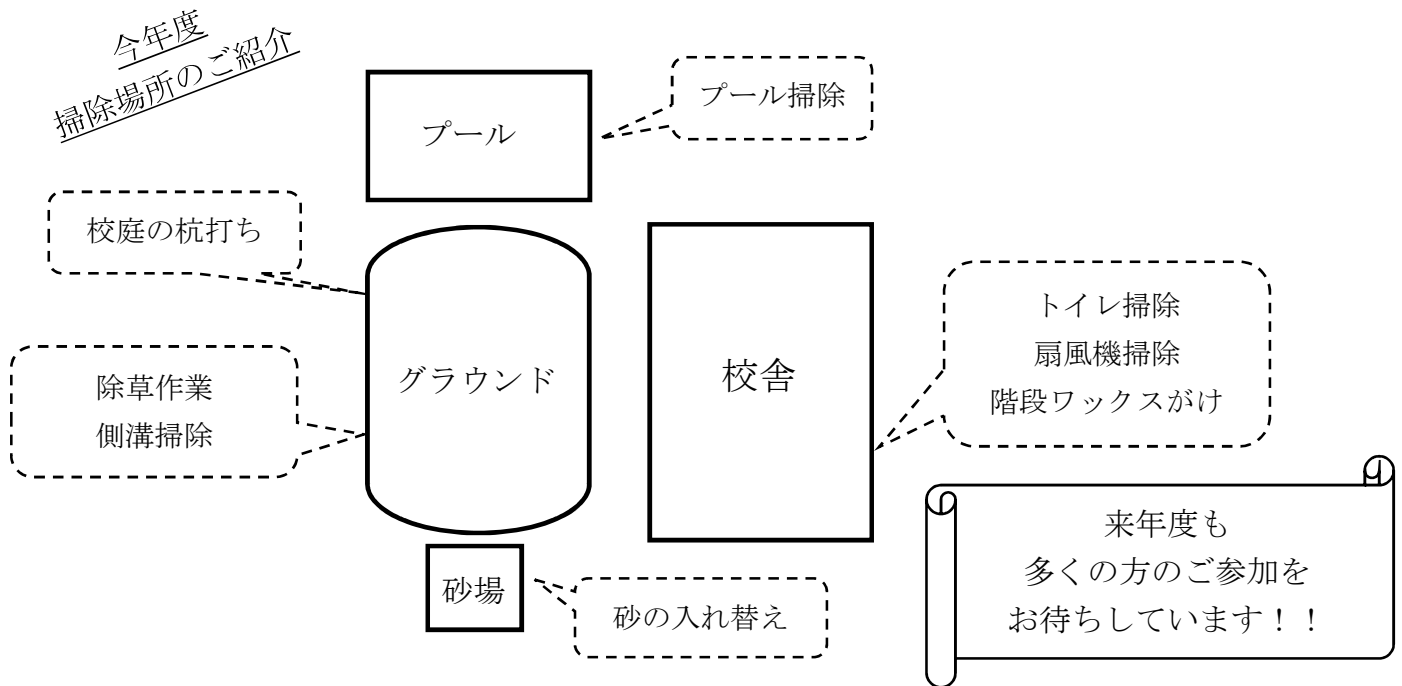 今年度
掃除場所のご紹介
プール
プール掃除
校庭の杭打ち
グラウンド
除草作業
側溝掃除
校舎
トイレ掃除
扇風機掃除
階段ワックスがけ
砂場
砂の入れ替え
来年度も
多くの方のご参加を
お待ちしています！！